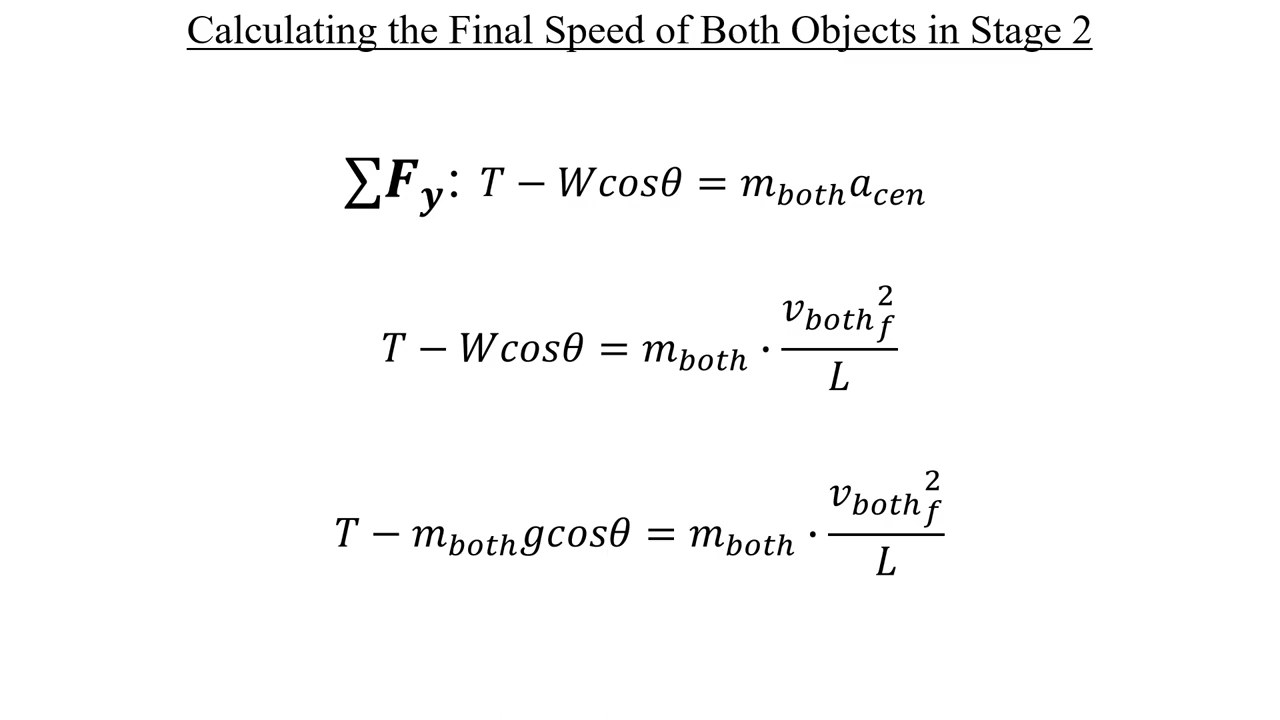 Calculating the Final Speed of Both Objects in Stage 2
∑F_y: T − Wcosθ = m_both a_cen
T − Wcosθ = m_both · v_both_f^2 / L
T − m_both gcosθ = m_both · v_both_f^2 / L